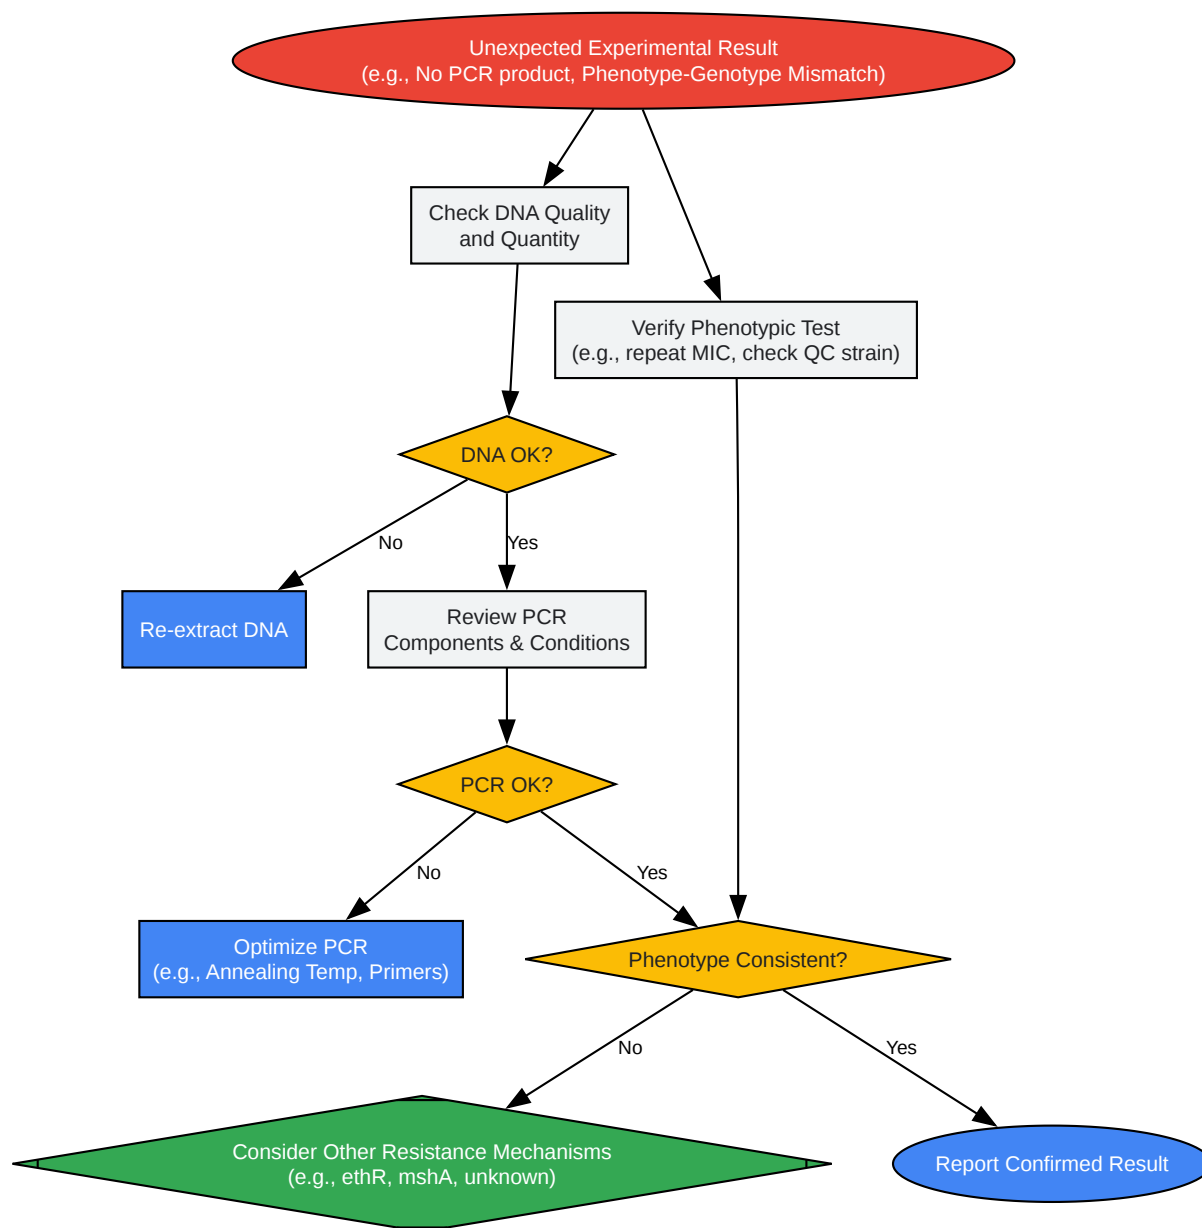 Unexpected Experimental Result
(e.g., No PCR product, Phenotype-Genotype Mismatch)
Check DNA Quality
and Quantity
Verify Phenotypic Test
(e.g., repeat MIC, check QC strain)
DNA OK?
No
Yes
Re-extract DNA
Review PCR
Components & Conditions
PCR OK?
No
Yes
Optimize PCR
(e.g., Annealing Temp, Primers)
Phenotype Consistent?
No
Yes
Consider Other Resistance Mechanisms
(e.g., ethR, mshA, unknown)
Report Confirmed Result